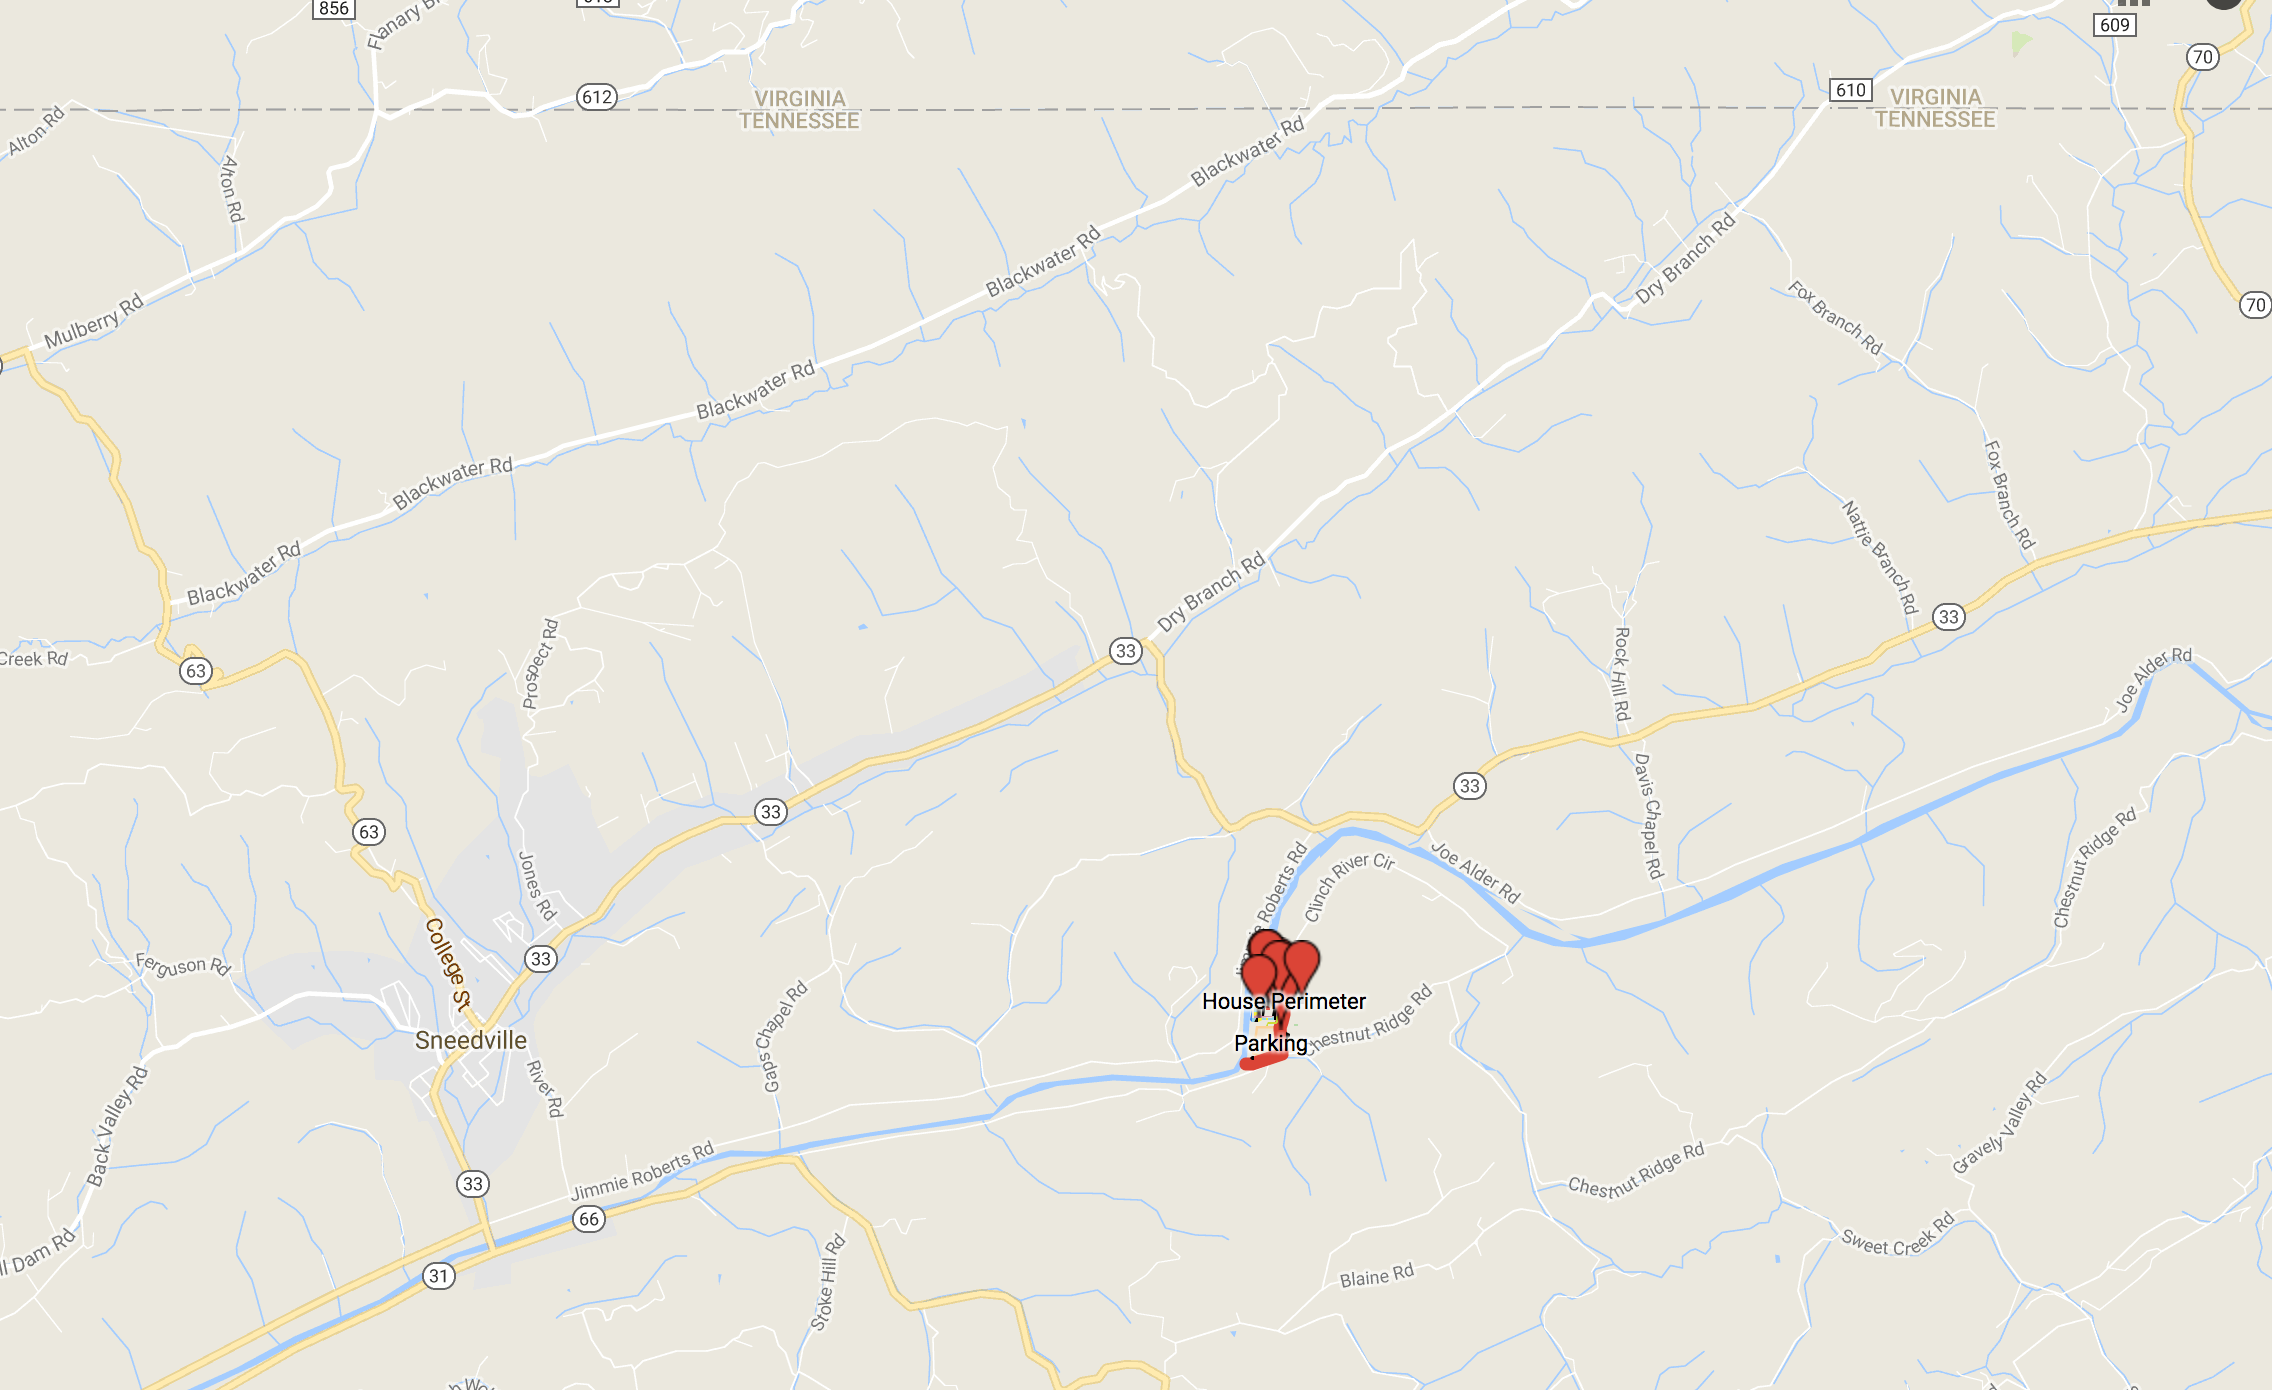 856
Flanary Br
612
VIRGINIA
TENNESSEE
610
VIRGINIA
TENNESSEE
609
70
70
Alton Rd
Alton Rd
Blackwater Rd
Blackwater Rd
Dry Branch Rd
Fox Branch Rd
Mulberry Rd
Blackwater Rd
Blackwater Rd
Fox Branch Rd
Nattie Branch Rd
Blackwater Rd
Dry Branch Rd
33
33
Creek Rd
63
Prospect Rd
Rock Hill Rd
Joe Alder Rd
33
Davis Chapel Rd
63
33
Jones Rd
Jimmie Roberts Rd
Clinch River Cir
Joe Alder Rd
Chestnut Ridge Rd
College St
33
Ferguson Rd
House Perimeter
Parking
Chestnut Ridge Rd
Gaps Chapel Rd
Sneedville
River Rd
Back Valley Rd
Gravely Valley Rd
Jimmie Roberts Rd
33
66
Chestnut Ridge Rd
Sweet Creek Rd
ll Dam Rd
31
Stoke Hill Rd
Blaine Rd